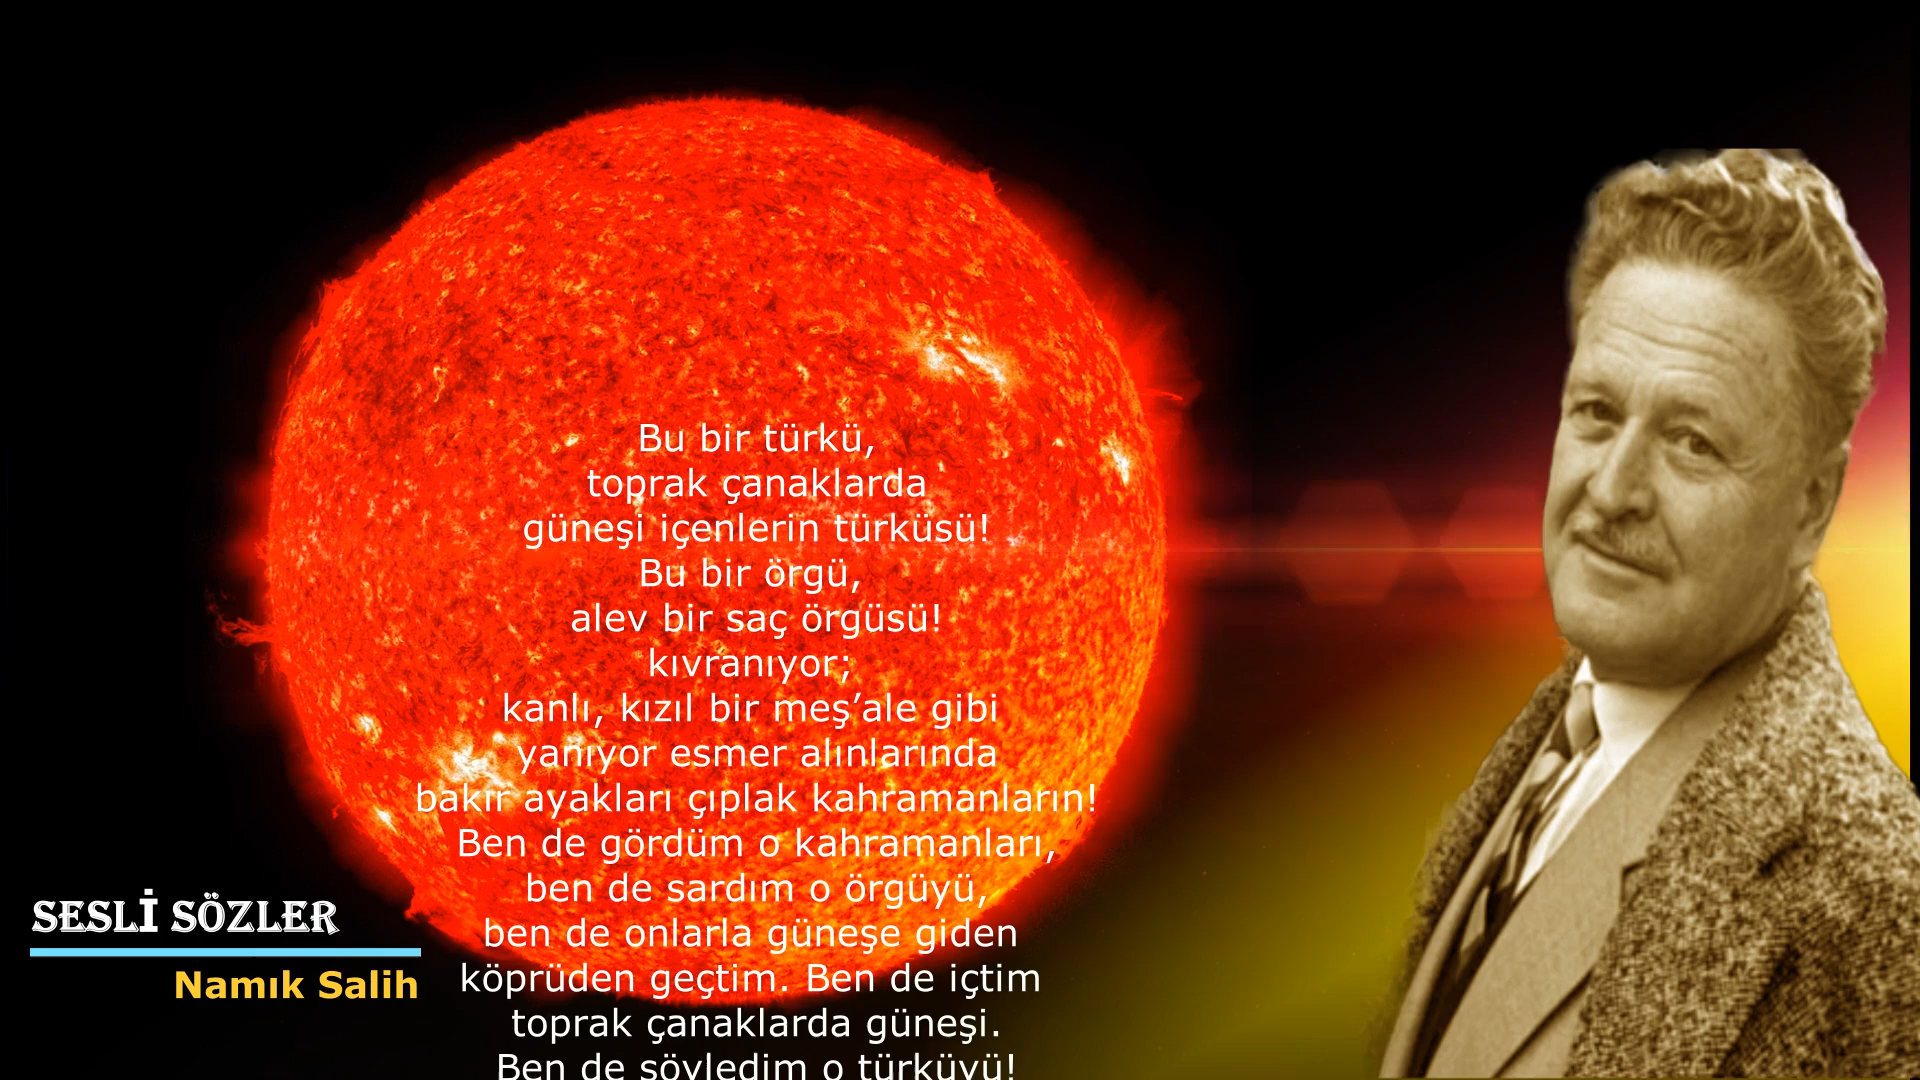 Bu bir türkü,
toprak çanaklarda
güneşi içenlerin türküsü!
Bu bir örgü,
alev bir saç örgüsü!
kıvranıyor;
kanlı, kızıl bir meş’ale gibi
yanıyor esmer alınlarında
bakır ayakları çıplak kahramanların!
Ben de gördüm o kahramanları,
ben de sardım o örgüyü,
ben de onlarla güneşe giden
köprüden geçtim. Ben de içtim
toprak çanaklarda güneşi.
Ben de söyledim o türküyü!
SESLİ SÖZLER
Namık Salih